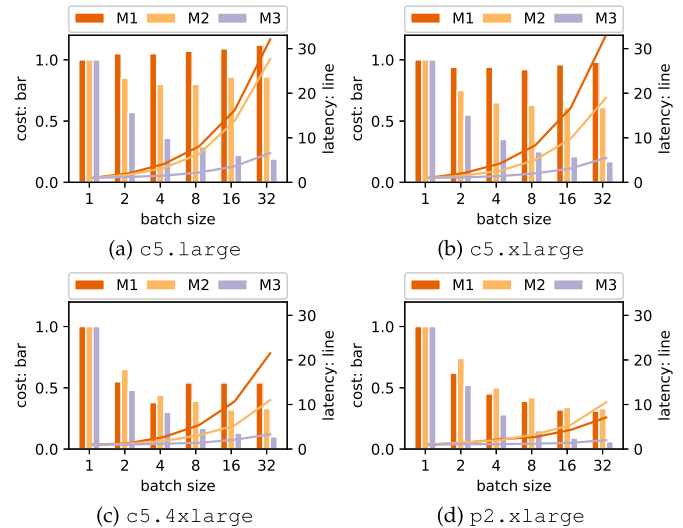 M1 M2 M3
M1 M2 M3
1.0
0.5
0.0
cost: bar
30
20
10
0
latency: line
1 2 4 8 16 32
batch size
(a) c5.large
1.0
0.5
0.0
cost: bar
30
20
10
0
latency: line
1 2 4 8 16 32
batch size
(b) c5.xlarge
M1 M2 M3
M1 M2 M3
1.0
0.5
0.0
cost: bar
30
20
10
0
latency: line
1 2 4 8 16 32
batch size
(c) c5.4xlarge
1.0
0.5
0.0
cost: bar
30
20
10
0
latency: line
1 2 4 8 16 32
batch size
(d) p2.xlarge